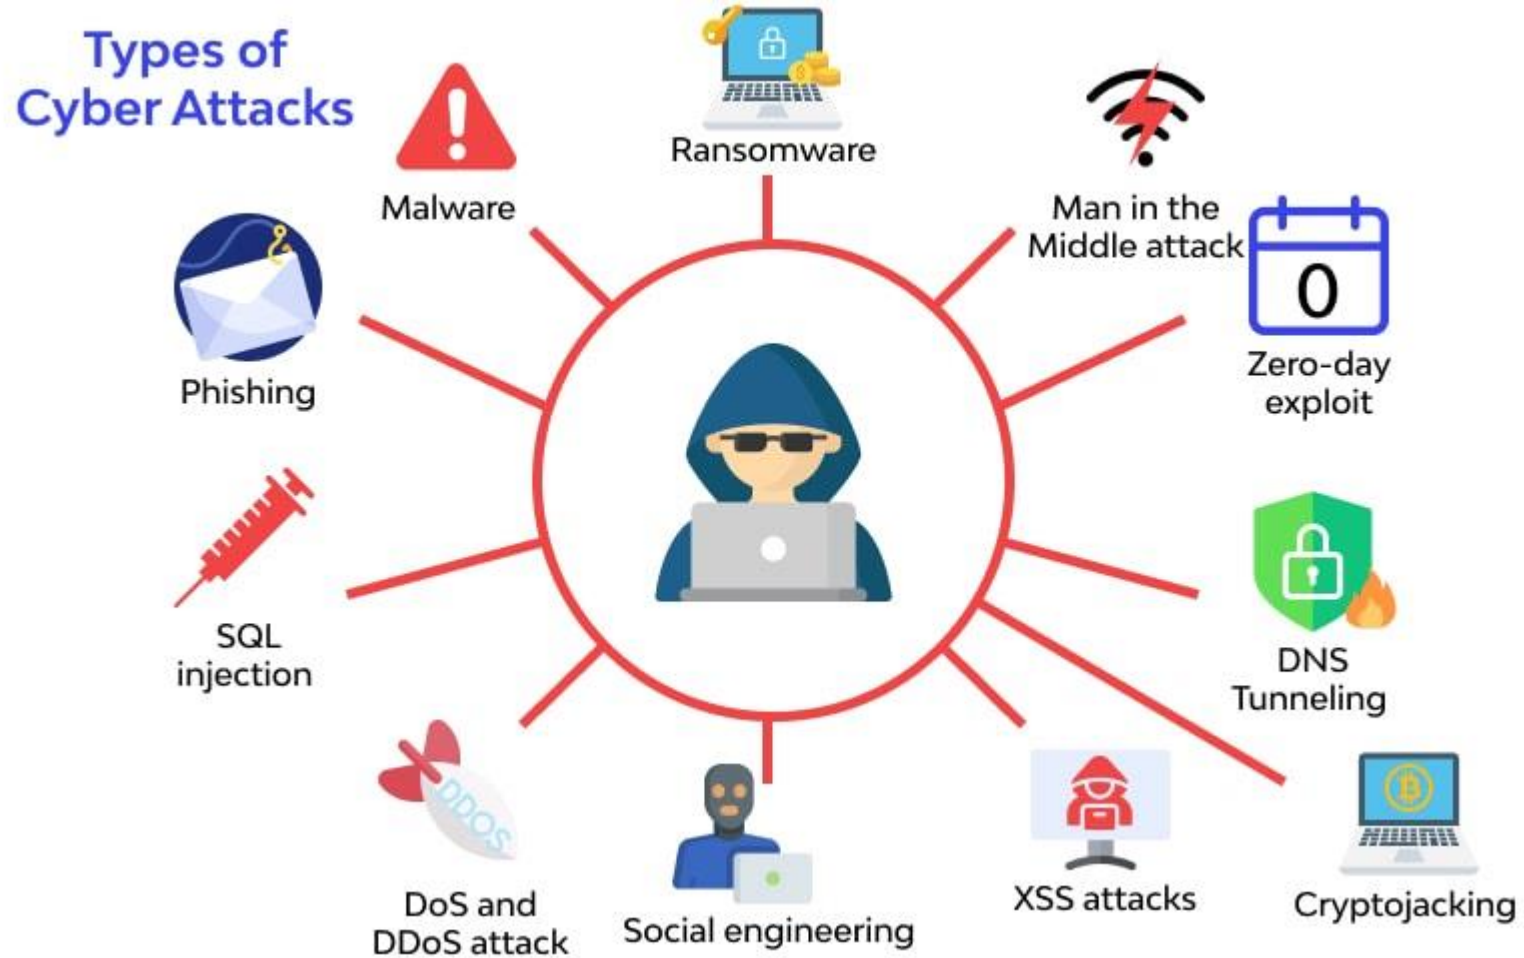 Types of
Cyber Attacks
Malware
Ransomware
Man in the
Middle attack
0
Zero-day
exploit
Phishing
SQL
injection
DNS
Tunneling
DDOS
DoS and
DDoS attack
Social engineering
XSS attacks
Cryptojacking